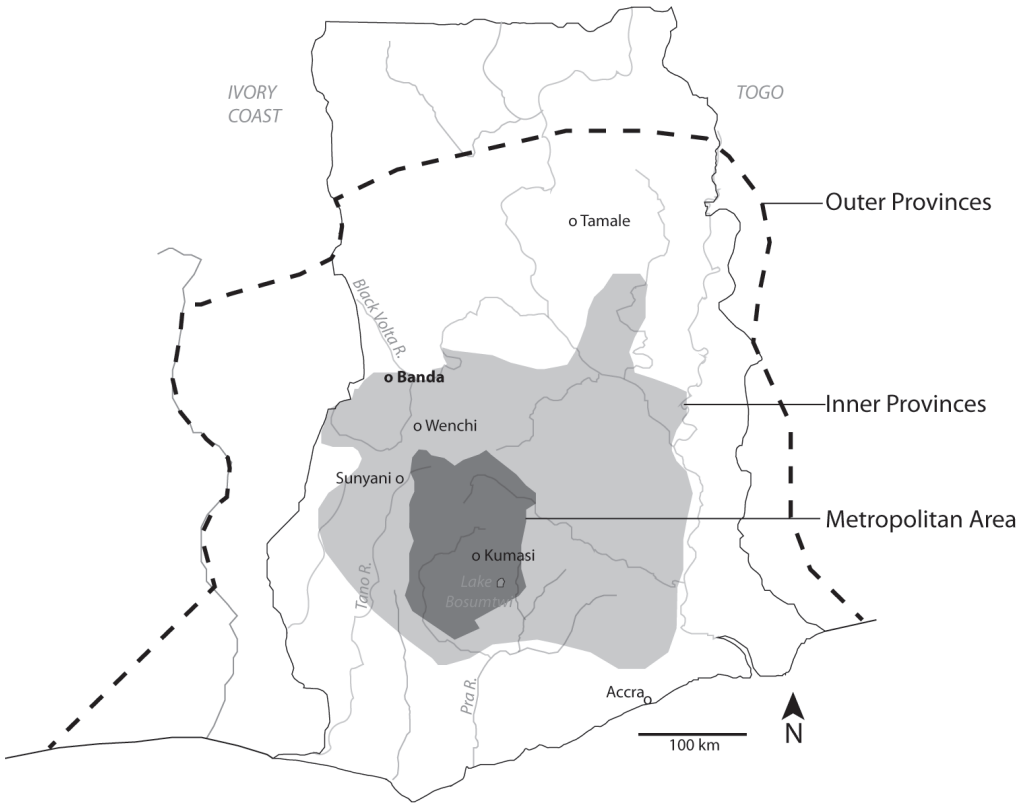 IVORY
COAST
TOGO
Outer Provinces
Tamale
Black Volta R.
Banda
Inner Provinces
Wenchi
Sunyani
Metropolitan Area
Kumasi
Lake
Bosumtwi
Tano R.
Pra R.
Accra
100 km
N